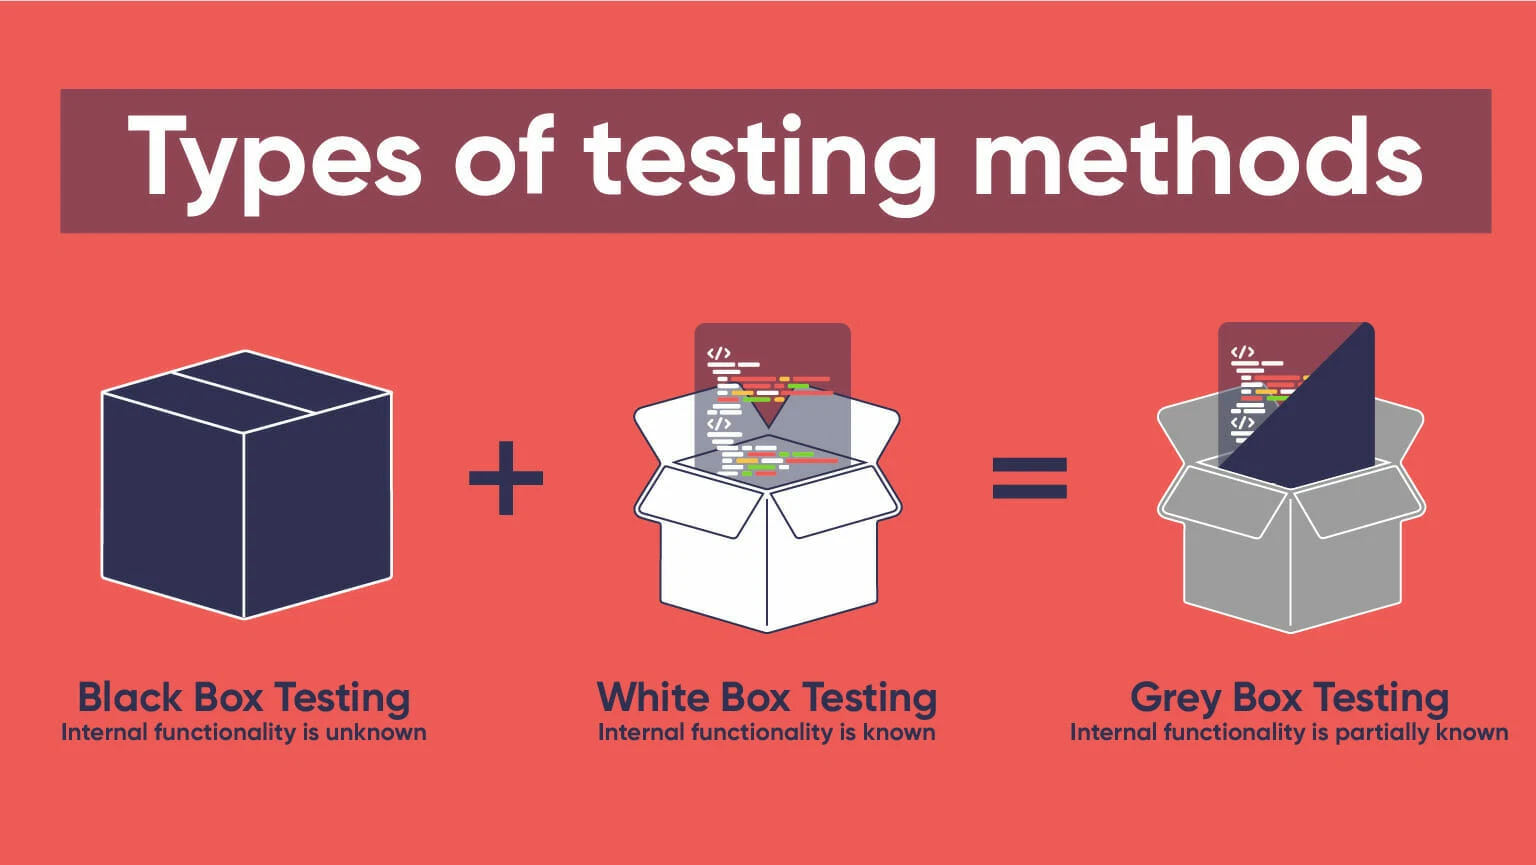 Types of testing methods
</>
</>
+
=
</>
</>
Black Box Testing
Internal functionality is unknown
White Box Testing
Internal functionality is known
Grey Box Testing
Internal functionality is partially known